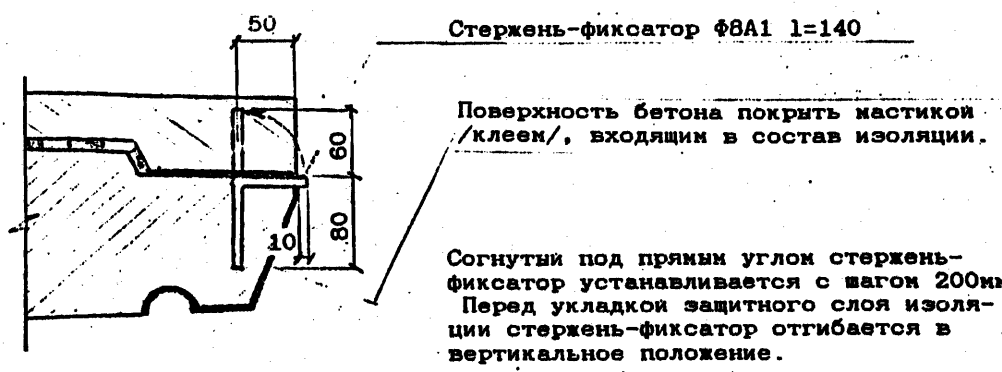 50
Стержень-фиксатор Φ8А1 l=140
Поверхность бетона покрыть мастикой
/клеем/, входящим в состав изоляции.
60
80
10
Согнутый под прямым углом стержень-
фиксатор устанавливается с шагом 200мм
Перед укладкой защитного слоя изоля-
ции стержень-фиксатор отгибается в
вертикальное положение.